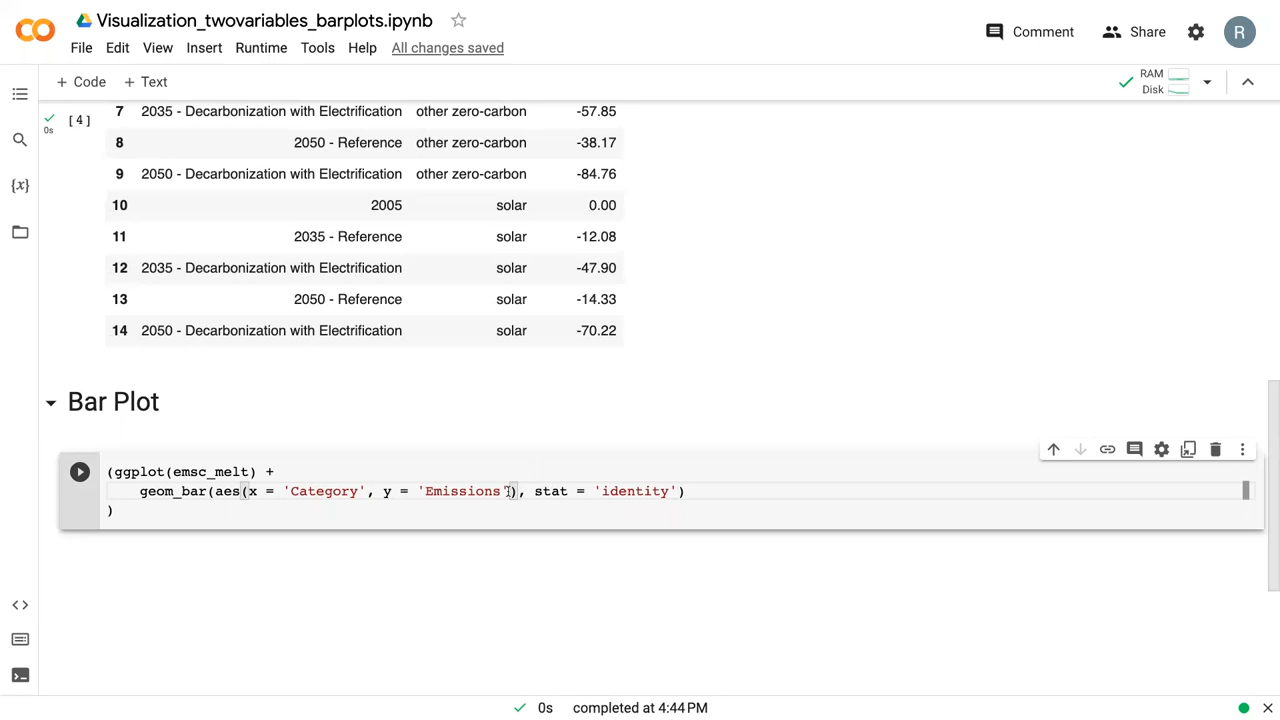 Visualization_twovariables_barplots.ipynb
File Edit View Insert Runtime Tools Help All changes saved
Comment Share R
+ Code + Text
RAM
Disk
[4]
0s
7 2035 - Decarbonization with Electrification other zero-carbon -57.85
8 2050 - Reference other zero-carbon -38.17
9 2050 - Decarbonization with Electrification other zero-carbon -84.76
10 2005 solar 0.00
11 2035 - Reference solar -12.08
12 2035 - Decarbonization with Electrification solar -47.90
13 2050 - Reference solar -14.33
14 2050 - Decarbonization with Electrification solar -70.22
Bar Plot
(ggplot(emsc_melt) +
geom_bar(aes(x = 'Category', y = 'Emissions'), stat = 'identity')
)
0s completed at 4:44 PM